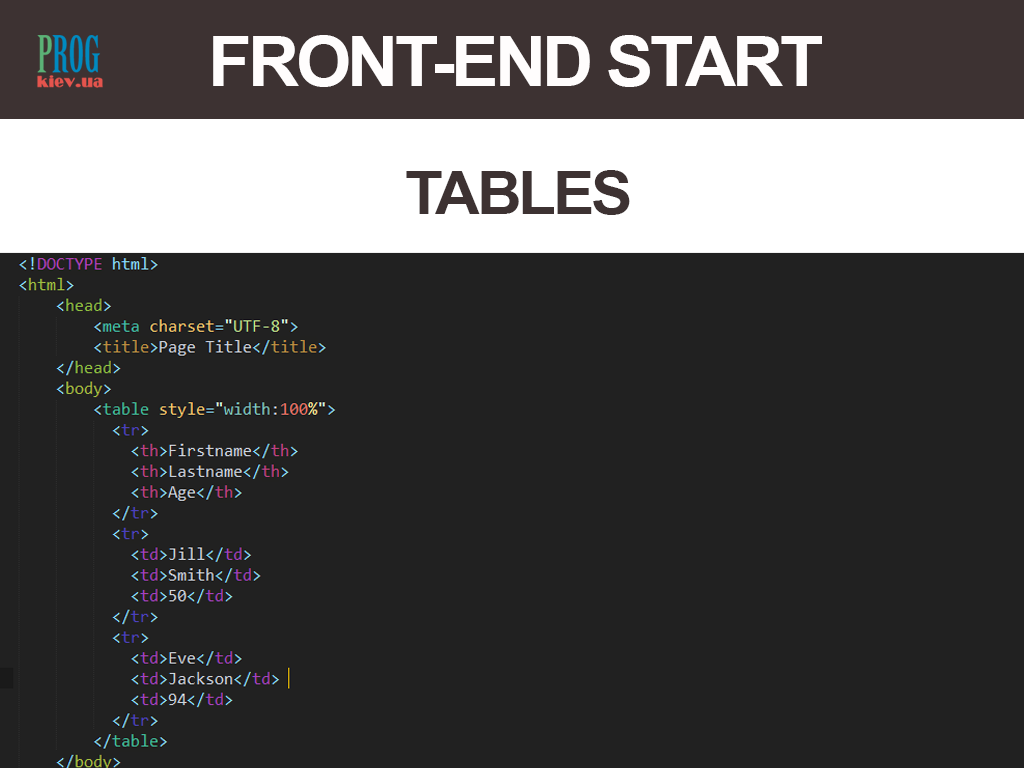 PROG
kiev.ua
FRONT-END START
TABLES
<!DOCTYPE html>
<html>
    <head>
        <meta charset="UTF-8">
        <title>Page Title</title>
    </head>
    <body>
        <table style="width:100%">
          <tr>
            <th>Firstname</th>
            <th>Lastname</th>
            <th>Age</th>
          </tr>
          <tr>
            <td>Jill</td>
            <td>Smith</td>
            <td>50</td>
          </tr>
          <tr>
            <td>Eve</td>
            <td>Jackson</td>
            <td>94</td>
          </tr>
        </table>
    </body>